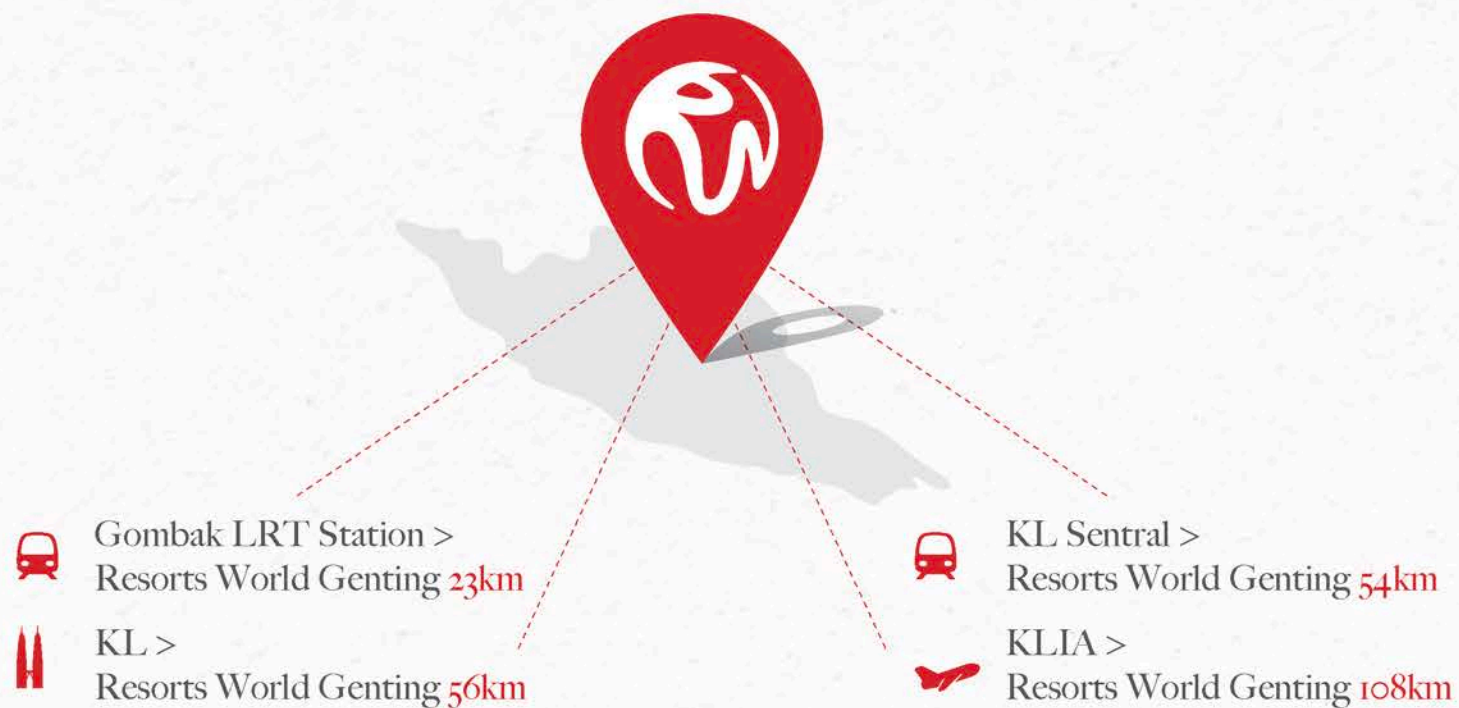 Gombak LRT Station >
Resorts World Genting 23km
KL >
Resorts World Genting 56km
KL Sentral >
Resorts World Genting 54km
KLIA >
Resorts World Genting 108km